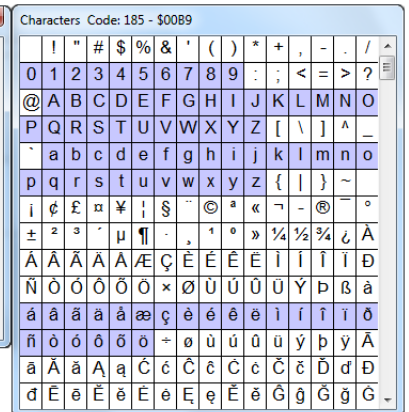 Characters Code: 185 - $00B9
! " # $ % & ' ( ) * + , - . /
0 1 2 3 4 5 6 7 8 9 : ; < = > ?
@ A B C D E F G H I J K L M N O
P Q R S T U V W X Y Z [ \ ] ^ _
` a b c d e f g h i j k l m n o
p q r s t u v w x y z { | } ~
¡ ¢ £ ¤ ¥ ¦ § ¨ © ª « ¬ - ® ¯ °
± ² ³ ´ µ ¶ · ¸ ¹ º » ¼ ½ ¾ ¿ À
Á Â Ã Ä Å Æ Ç È É Ê Ë Ì Í Î Ï Ð
Ñ Ò Ó Ô Õ Ö × Ø Ù Ú Û Ü Ý Þ ß à
á â ã ä å æ ç è é ê ë ì í î ï ð
ñ ò ó ô õ ö ÷ ø ù ú û ü ý þ ÿ Ā
ā Ă ă Ą ą Ć ć Ĉ ĉ Ċ ċ Č č Ď ď Đ
đ Ē ē Ĕ ĕ Ė ė Ę ę Ě ě Ĝ ĝ Ğ ğ Ġ